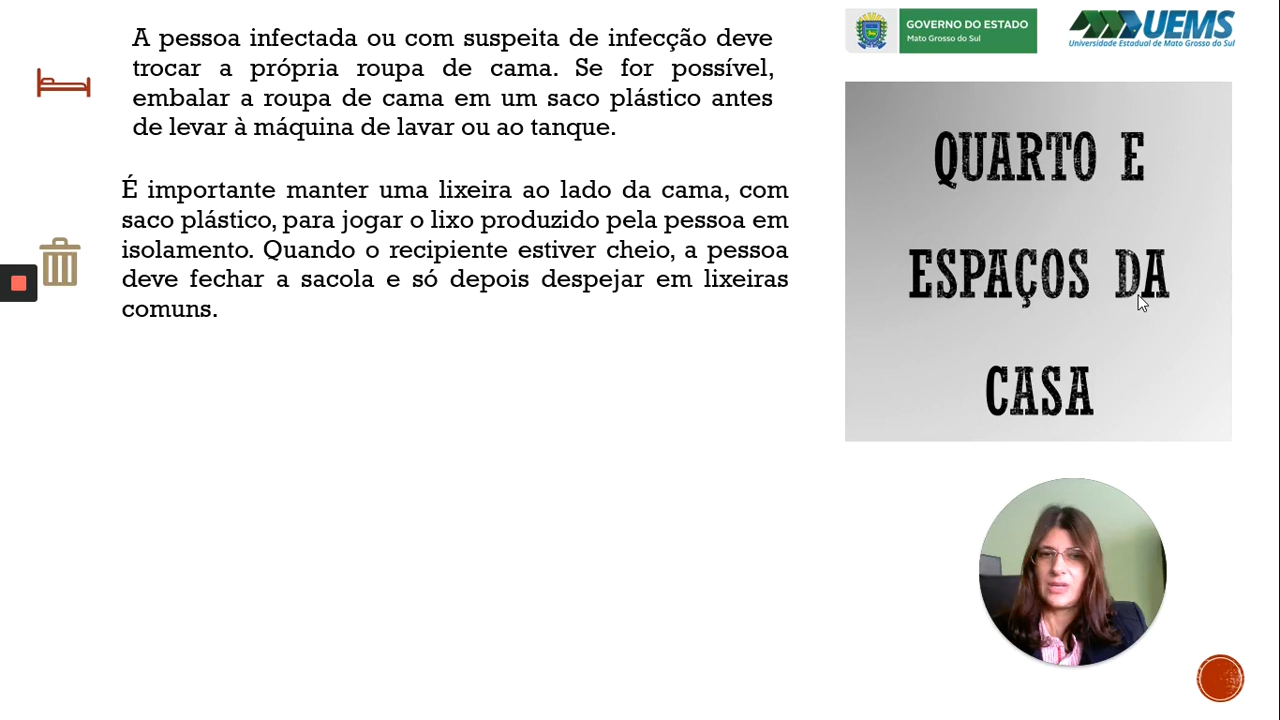 A pessoa infectada ou com suspeita de infecção deve
trocar a própria roupa de cama. Se for possível,
embalar a roupa de cama em um saco plástico antes
de levar à máquina de lavar ou ao tanque.
É importante manter uma lixeira ao lado da cama, com
saco plástico, para jogar o lixo produzido pela pessoa em
isolamento. Quando o recipiente estiver cheio, a pessoa
deve fechar a sacola e só depois despejar em lixeiras
comuns.
GOVERNO DO ESTADO
Mato Grosso do Sul
UEMS
Universidade Estadual de Mato Grosso do Sul
QUARTO E
ESPAÇOS DA
CASA